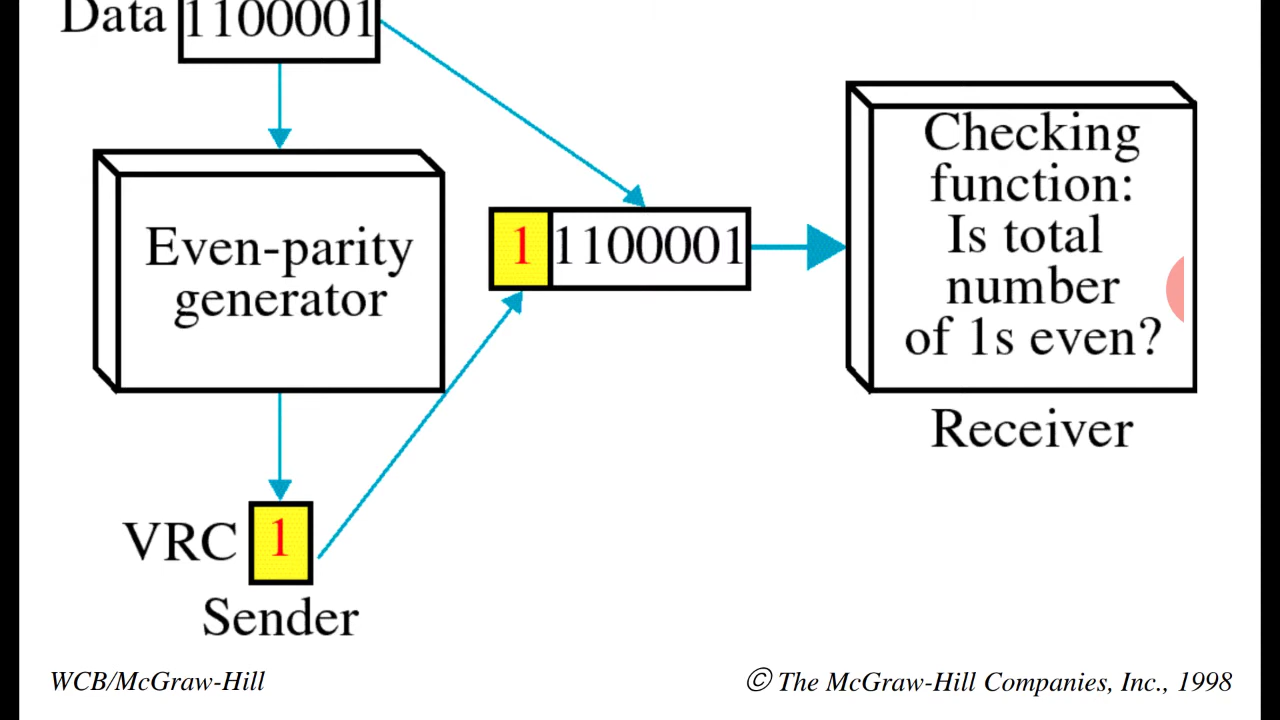 Data 1100001
Even-parity
generator
1 1100001
Checking
function:
Is total
number
of 1s even?
Receiver
VRC 1
Sender
WCB/McGraw-Hill
© The McGraw-Hill Companies, Inc., 1998